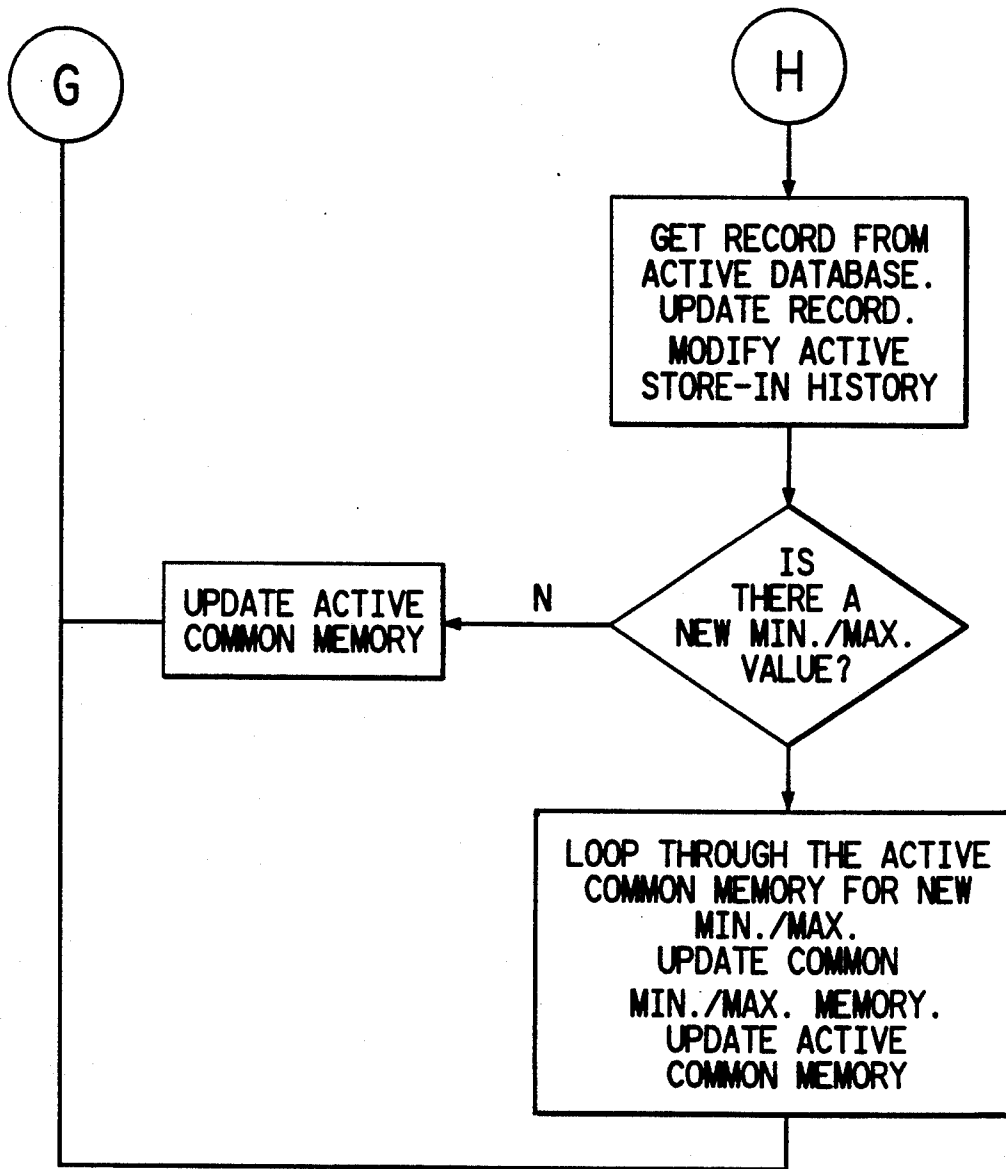 G
H
GET RECORD FROM
ACTIVE DATABASE.
UPDATE RECORD.
MODIFY ACTIVE
STORE-IN HISTORY
IS
THERE A
NEW MIN./MAX.
VALUE?
N
UPDATE ACTIVE
COMMON MEMORY
LOOP THROUGH THE ACTIVE
COMMON MEMORY FOR NEW
MIN./MAX.
UPDATE COMMON
MIN./MAX. MEMORY.
UPDATE ACTIVE
COMMON MEMORY